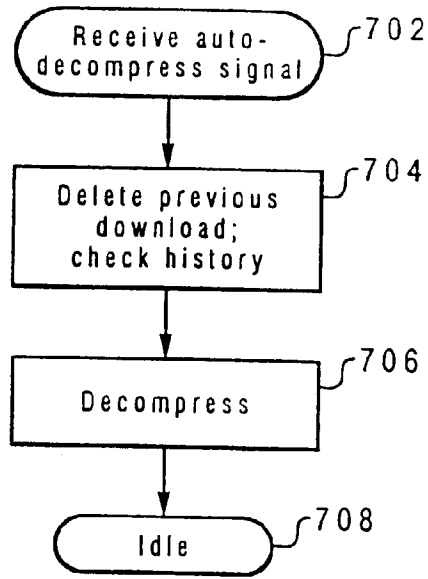 Receive auto-
decompress signal
702
Delete previous
download;
check history
704
Decompress
706
Idle
708